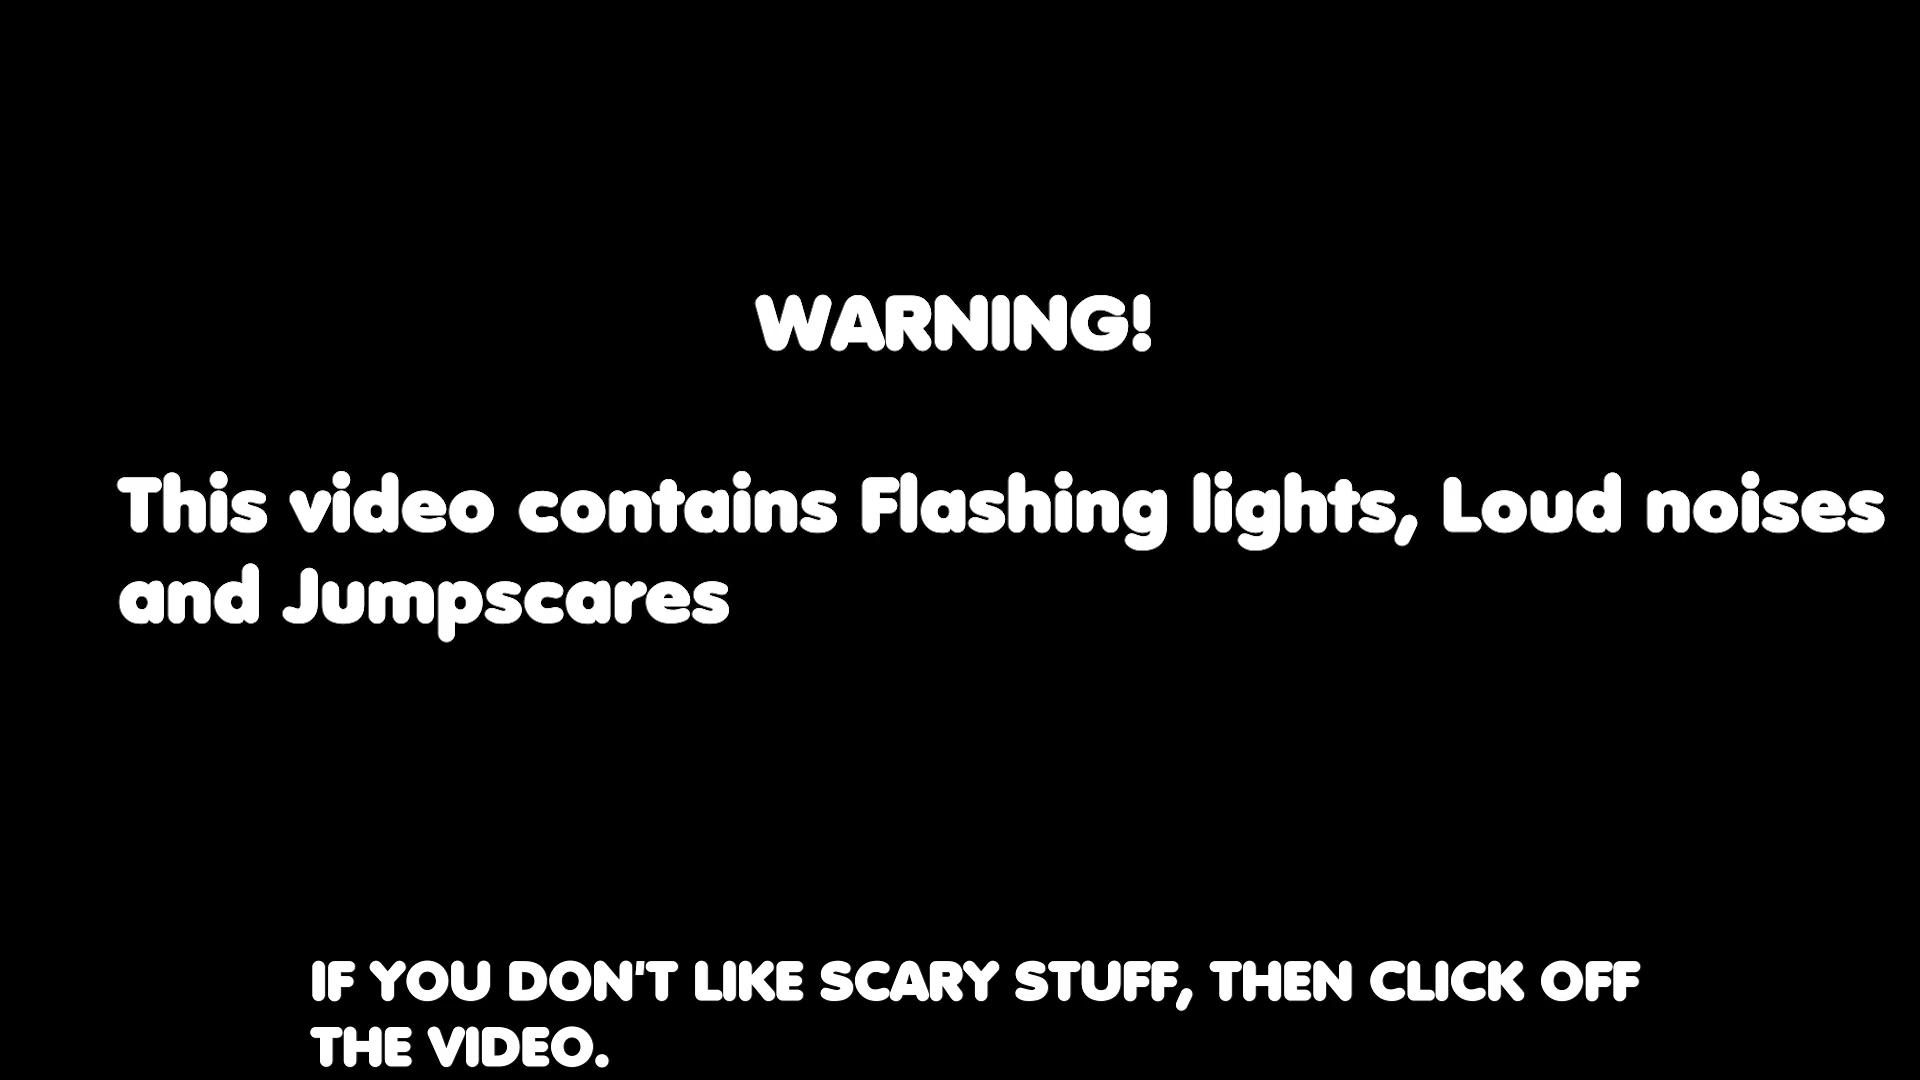 WARNING!
This video contains Flashing lights, Loud noises
and Jumpscares
IF YOU DON'T LIKE SCARY STUFF, THEN CLICK OFF
THE VIDEO.